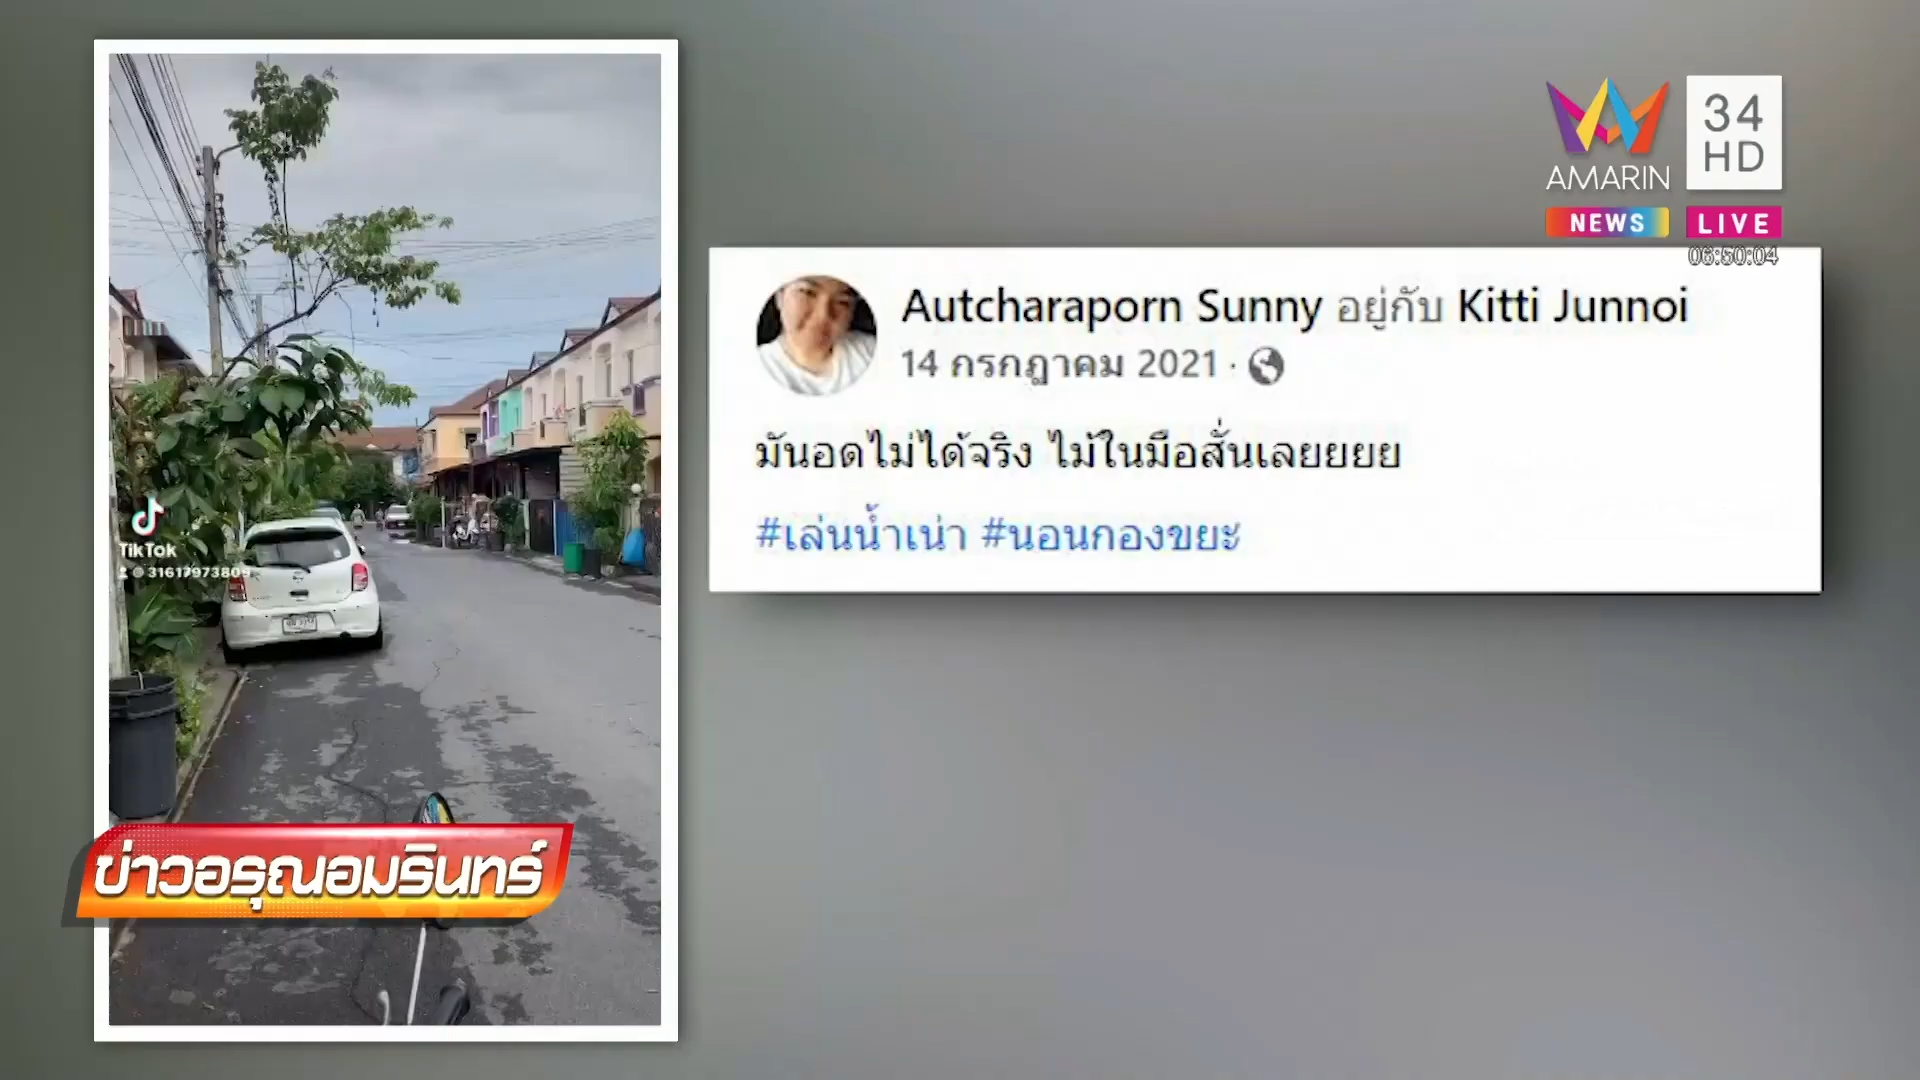 AMARIN
34
HD
NEWS
LIVE
06:50:04
Autcharaporn Sunny อยู่กับ Kitti Junnoi
14 กรกฎาคม 2021 ·
มันอดไม่ได้จริง ไม้ในมือสั่นเลยยยย
#เล่นน้ำเน่า #นอนกองขยะ
TikTok
31617973809
ข่าวอรุณอมรินทร์